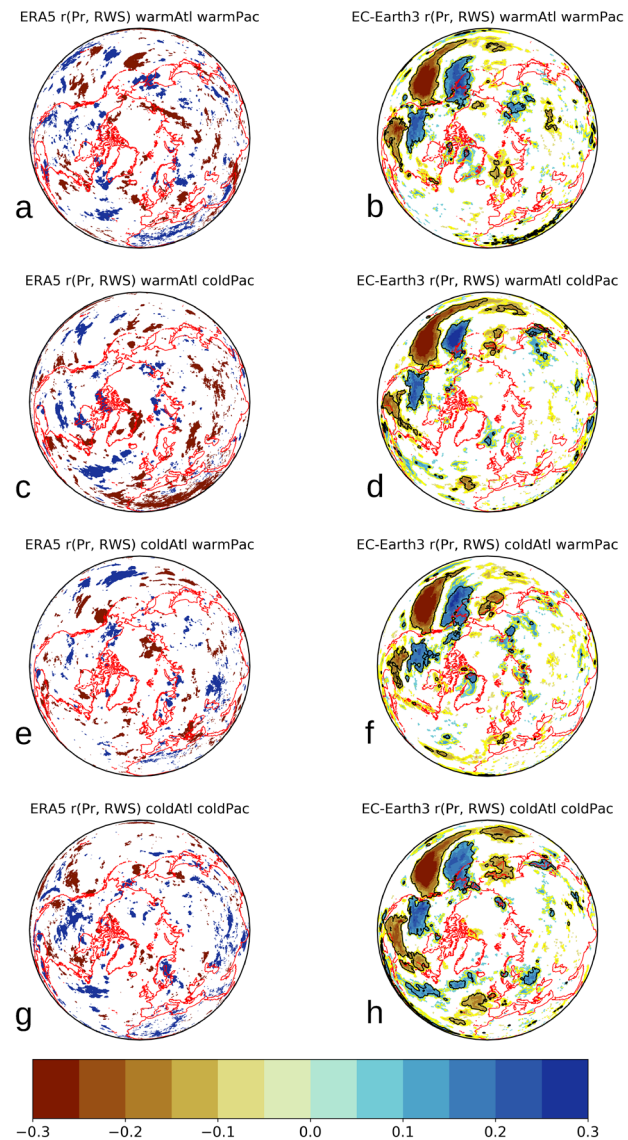 ERA5 r(Pr, RWS) warmAtl warmPac
EC-Earth3 r(Pr, RWS) warmAtl warmPac
a
b
ERA5 r(Pr, RWS) warmAtl coldPac
EC-Earth3 r(Pr, RWS) warmAtl coldPac
c
d
ERA5 r(Pr, RWS) coldAtl warmPac
EC-Earth3 r(Pr, RWS) coldAtl warmPac
e
f
ERA5 r(Pr, RWS) coldAtl coldPac
EC-Earth3 r(Pr, RWS) coldAtl coldPac
g
h
−0.3 −0.2 −0.1 0.0 0.1 0.2 0.3